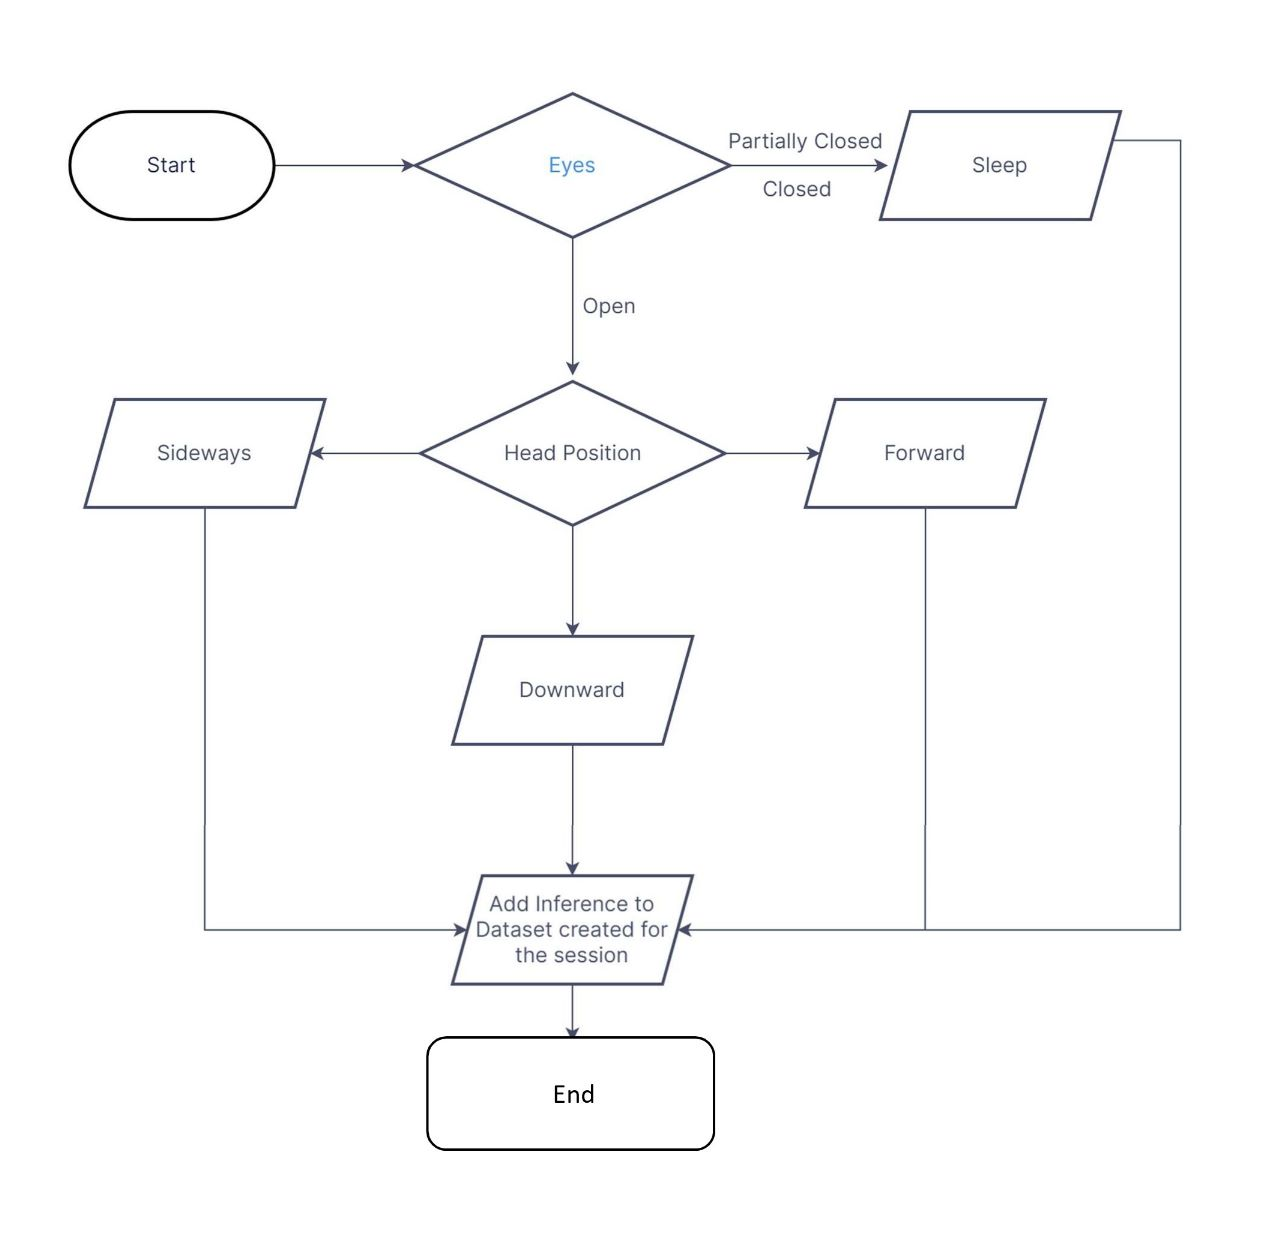 Start
Eyes
Partially Closed
Closed
Sleep
Open
Sideways
Head Position
Forward
Downward
Add Inference to
Dataset created for
the session
End